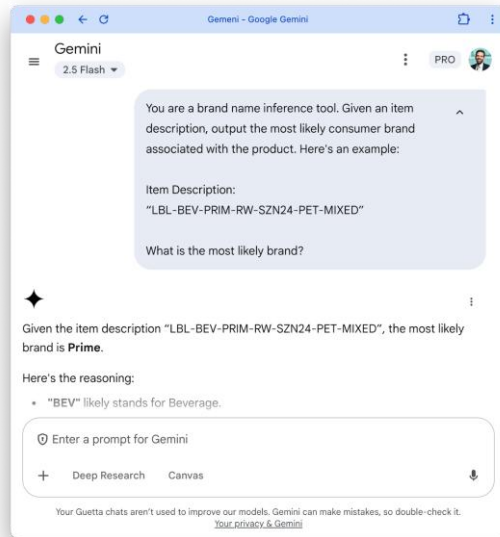 Gemeni - Google Gemini
Gemini
2.5 Flash
PRO
You are a brand name inference tool. Given an item
description, output the most likely consumer brand
associated with the product. Here's an example:
Item Description:
“LBL-BEV-PRIM-RW-SZN24-PET-MIXED”
What is the most likely brand?
Given the item description “LBL-BEV-PRIM-RW-SZN24-PET-MIXED”, the most likely
brand is Prime.
Here's the reasoning:
• "BEV" likely stands for Beverage.
Enter a prompt for Gemini
Deep Research Canvas
Your Guetta chats aren't used to improve our models. Gemini can make mistakes, so double-check it.
Your privacy & Gemini